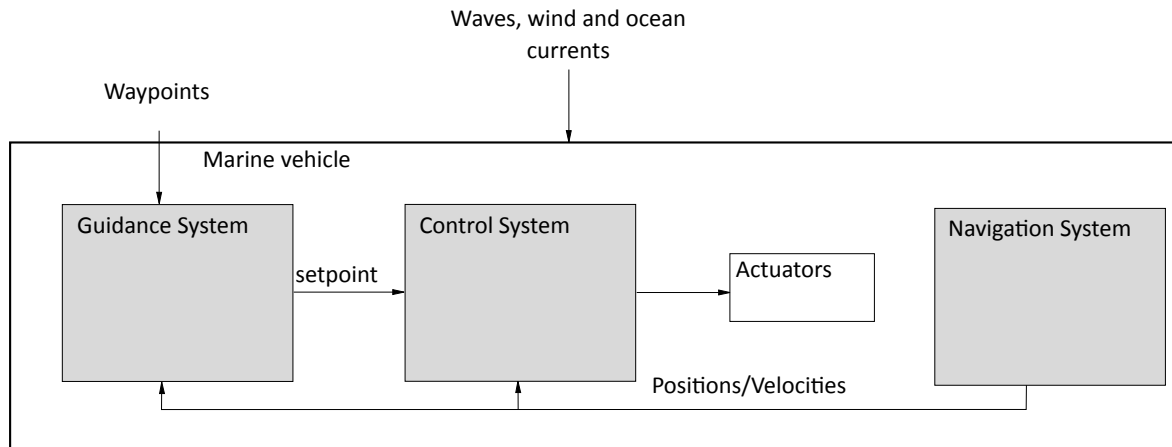 Waves, wind and ocean
currents
Waypoints
Marine vehicle
Guidance System
Control System
Navigation System
setpoint
Actuators
Positions/Velocities